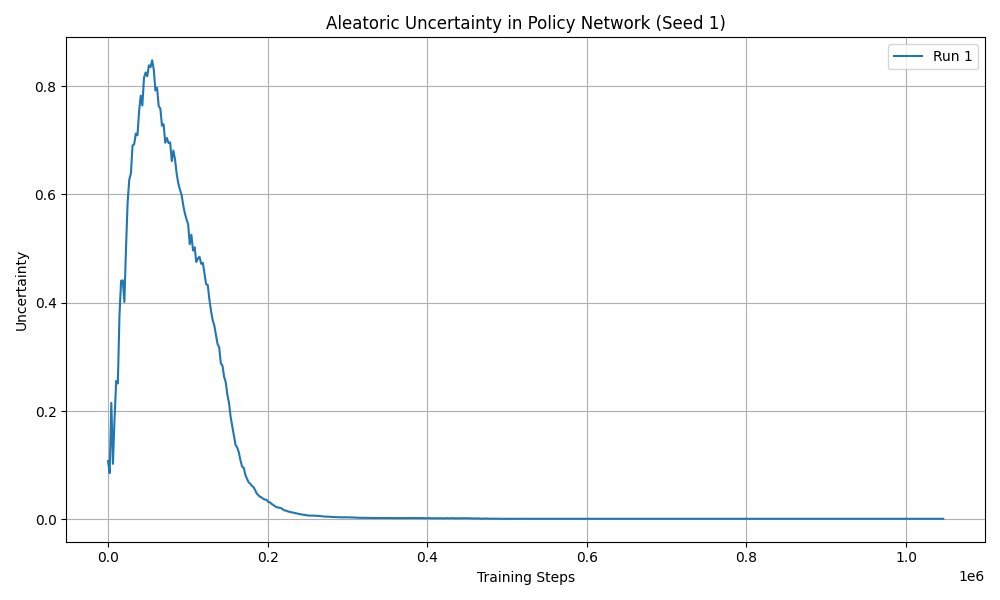 Aleatoric Uncertainty in Policy Network (Seed 1)
Run 1
Uncertainty
0.8
0.6
0.4
0.2
0.0
0.0 0.2 0.4 0.6 0.8 1.0
1e6
Training Steps